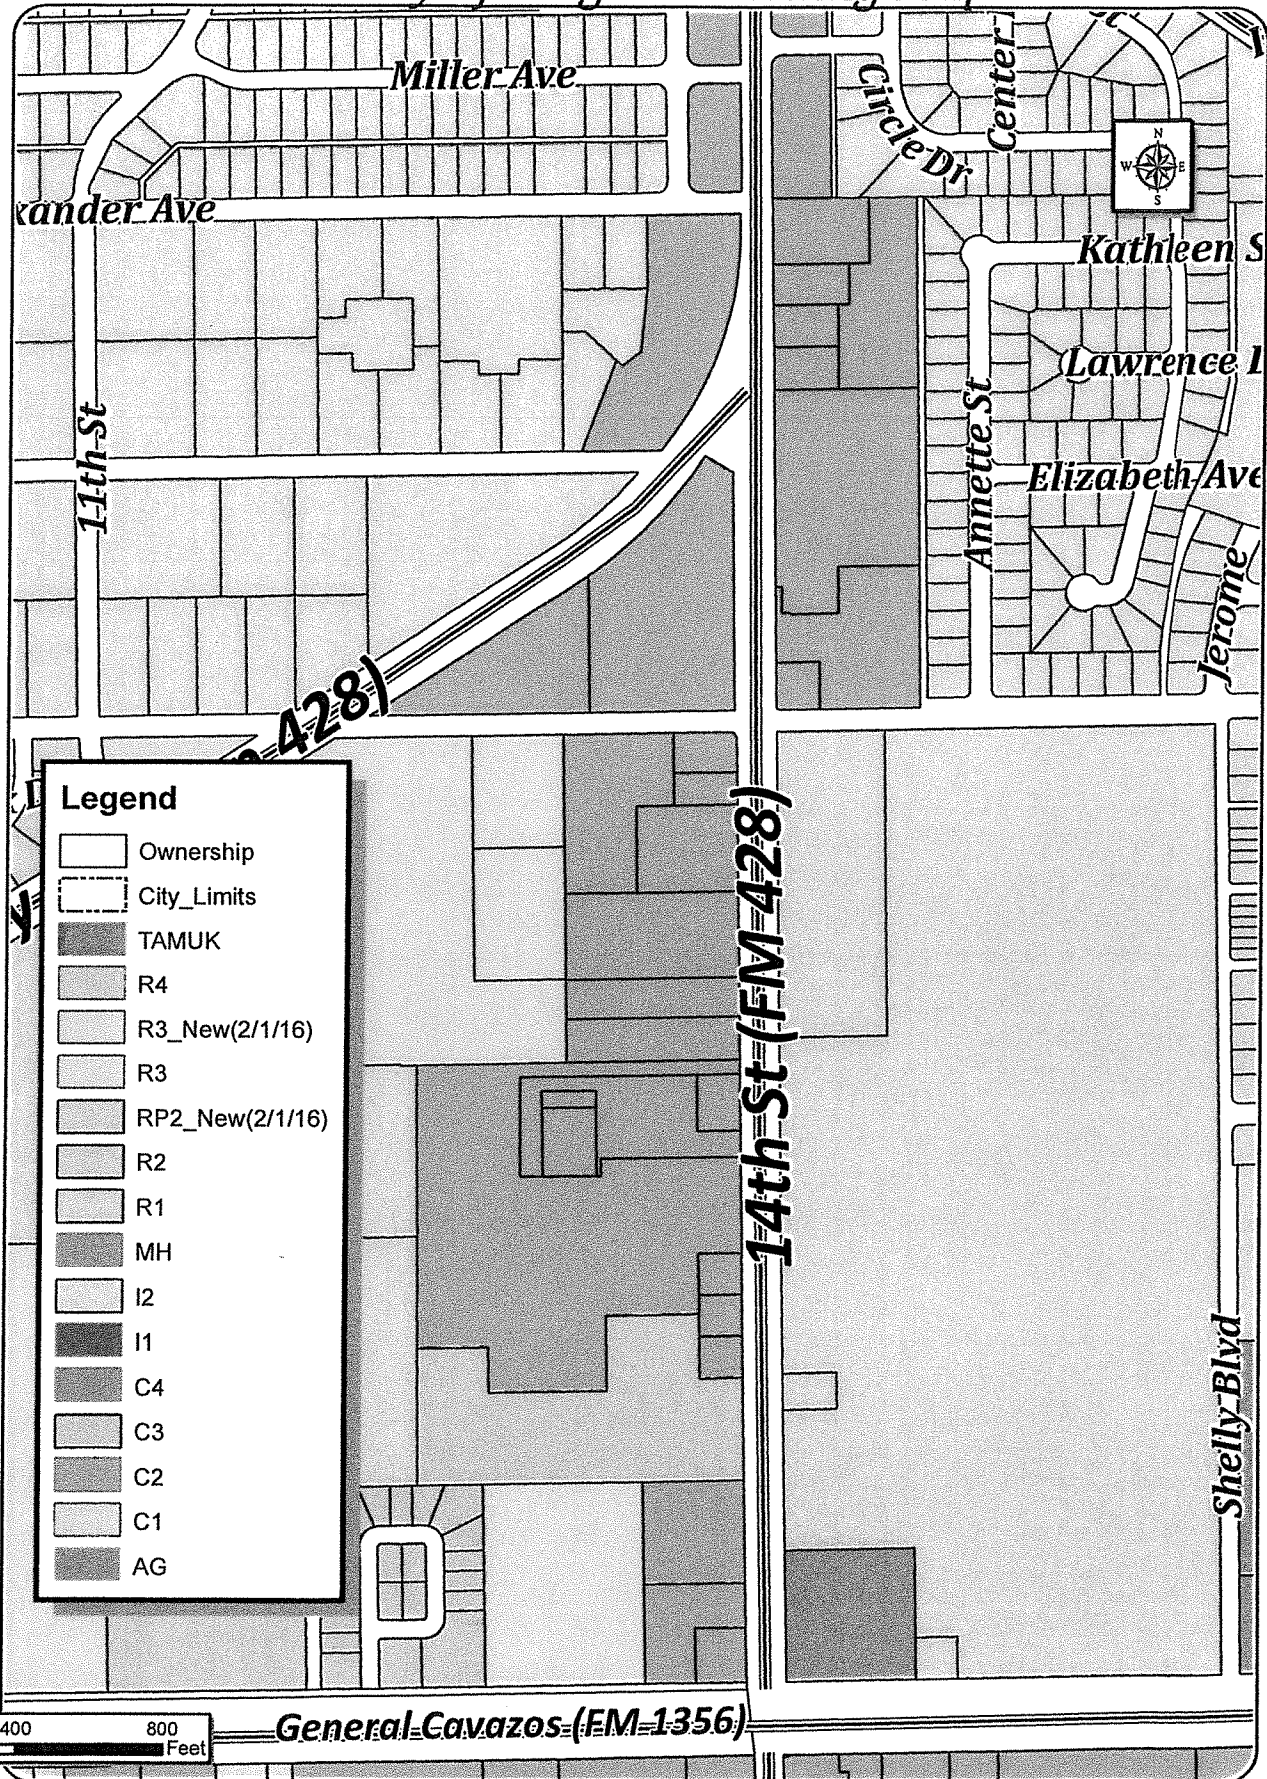 Miller Ave
Circle Dr
Center
N
W E
S
xander Ave
Kathleen S
Lawrence
11th St
Annette St
Elizabeth Ave
Jerome
428)
Legend
Ownership
City_Limits
TAMUK
R4
R3_New(2/1/16)
R3
RP2_New(2/1/16)
R2
R1
MH
I2
I1
C4
C3
C2
C1
AG
14th St (FM 428)
Shelly Blvd
General Cavazos (FM 1356)
400 800
Feet